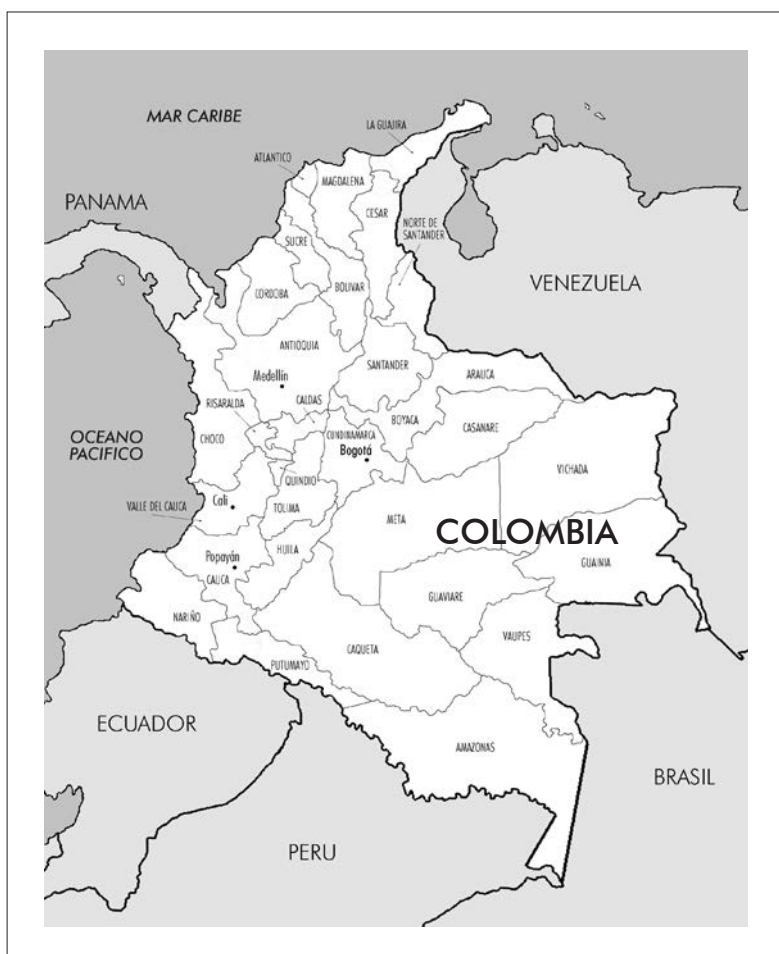 MAR CARIBE
LA GUAJIRA
ATLANTICO
MAGDALENA
PANAMA
CESAR
NORTE DE
SANTANDER
SUCRE
VENEZUELA
BOLIVAR
CORDOBA
ANTIOQUIA
SANTANDER
ARAUCA
Medellín
CALDAS
RISARALDA
BOYACA
CASANARE
OCEANO
PACIFICO
CHOCO
CUNDINAMARCA
Bogotá
VICHADA
QUINDIO
Cali
VALLE DEL CAUCA
TOLIMA
META
COLOMBIA
Popayán
HUILA
GUAINIA
CAUCA
GUAVIARE
NARIÑO
VAUPES
CAQUETA
PUTUMAYO
ECUADOR
AMAZONAS
BRASIL
PERU